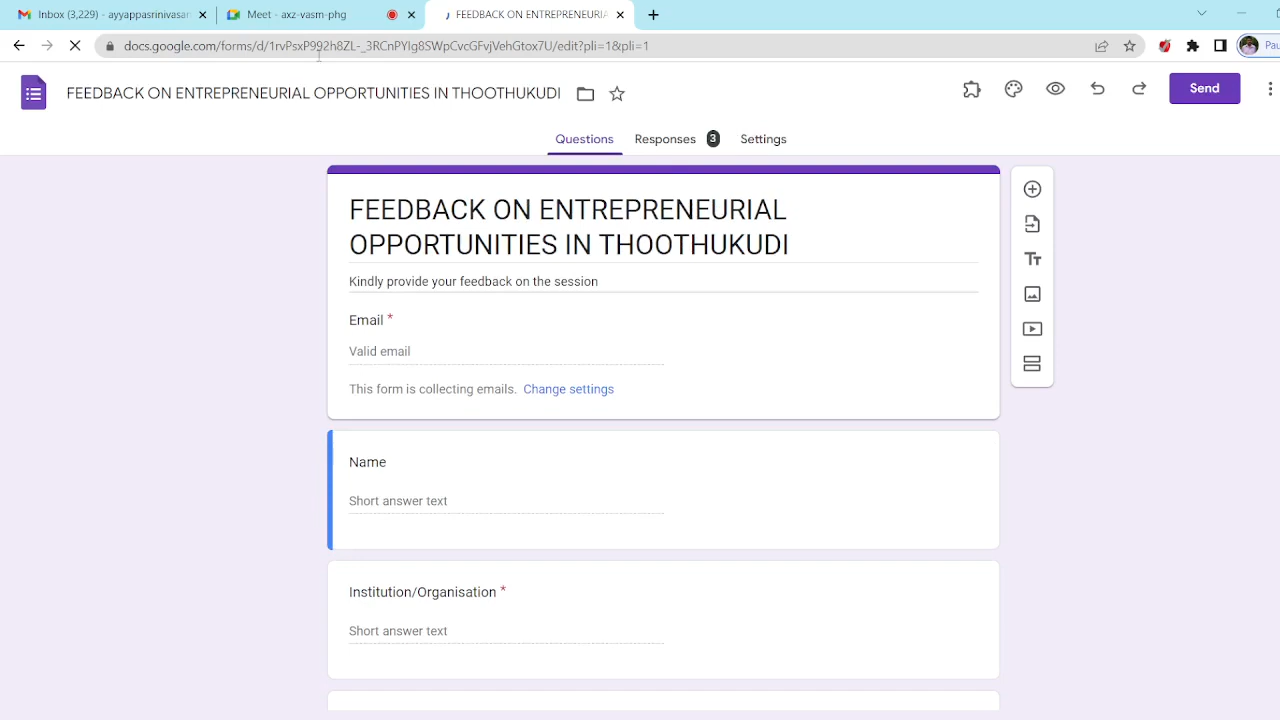 Inbox (3,229) - ayyappasrinivasar
Meet - axz-vasm-phg
FEEDBACK ON ENTREPRENEURIA
docs.google.com/forms/d/1rvPsxP992h8ZL-_3RCnPYIg8SWpCvcGFvjVehGtox7U/edit?pli=1&pli=1
Pau
FEEDBACK ON ENTREPRENEURIAL OPPORTUNITIES IN THOOTHUKUDI
Send
Questions
Responses 3
Settings
FEEDBACK ON ENTREPRENEURIAL
OPPORTUNITIES IN THOOTHUKUDI
Kindly provide your feedback on the session
Email *
Valid email
This form is collecting emails. Change settings
Name
Short answer text
Institution/Organisation *
Short answer text